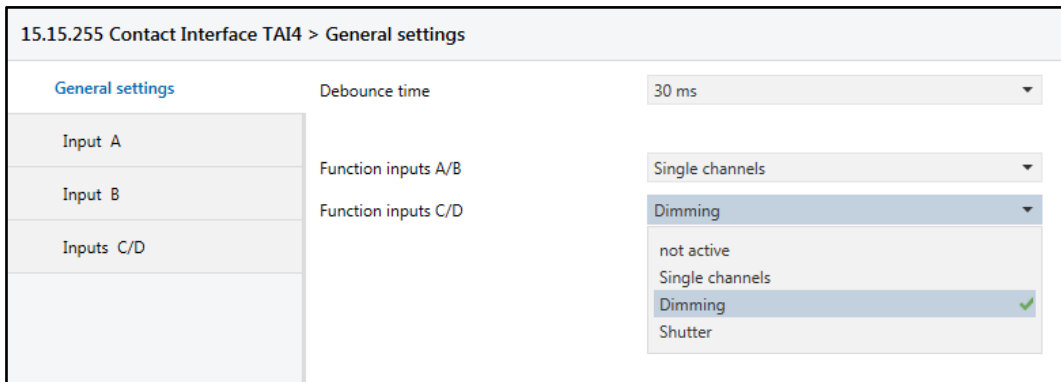 15.15.255 Contact Interface TAI4 > General settings
General settings
Input A
Input B
Inputs C/D
Debounce time
30 ms
Function inputs A/B
Single channels
Function inputs C/D
Dimming
not active
Single channels
Dimming
Shutter